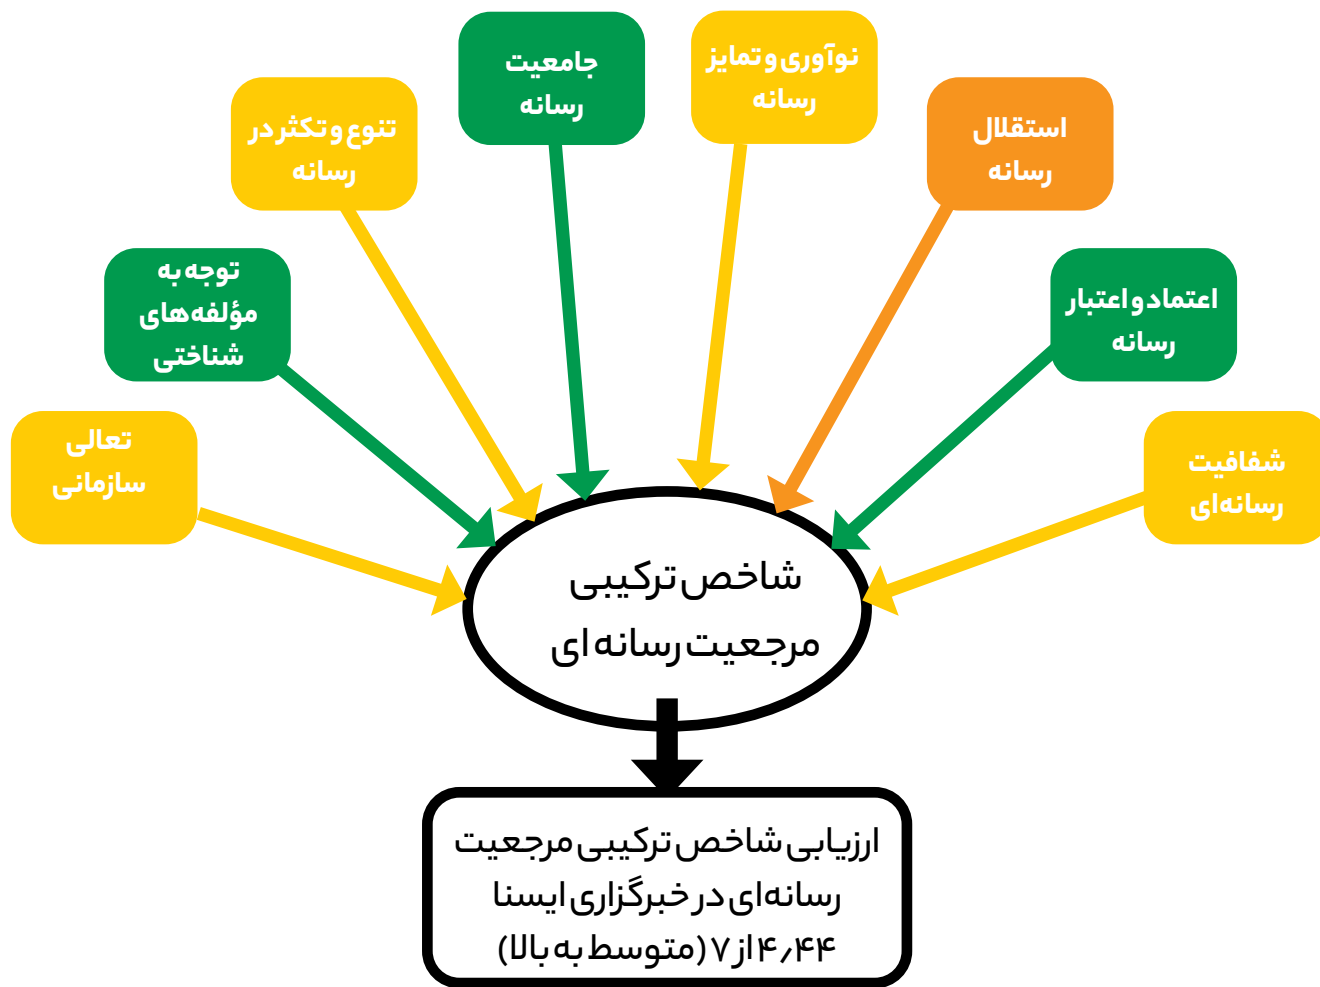 نوآوری و تمایز
رسانه
جامعیت
رسانه
استقلال
رسانه
تنوع و تکثر در
رسانه
اعتماد و اعتبار
رسانه
توجه به
مؤلفه‌های
شناختی
شفافیت
رسانه‌ای
تعالی
سازمانی
شاخص ترکیبی
مرجعیت رسانه ای
ارزیابی شاخص ترکیبی مرجعیت
رسانه‌ای در خبرگزاری ایسنا
۴٫۴۴ از ۷ (متوسط به بالا)